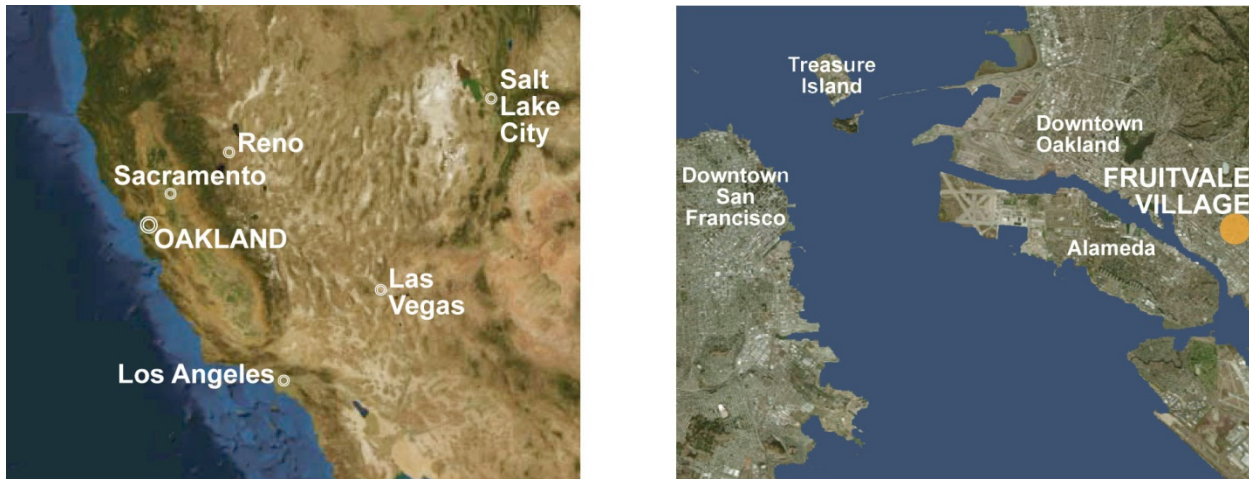 Salt
Lake
City
Reno
Sacramento
OAKLAND
Las
Vegas
Los Angeles
Treasure
Island
Downtown
Oakland
Downtown
San
Francisco
FRUITVALE
VILLAGE
Alameda